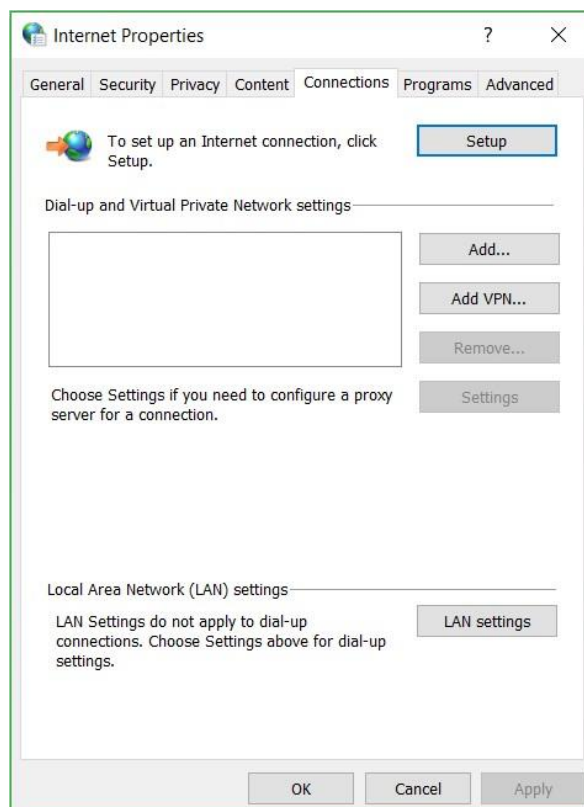 Internet Properties
?
General Security Privacy Content Connections Programs Advanced
To set up an Internet connection, click
Setup.
Setup
Dial-up and Virtual Private Network settings
Add...
Add VPN...
Remove...
Choose Settings if you need to configure a proxy
server for a connection.
Settings
Local Area Network (LAN) settings
LAN Settings do not apply to dial-up
connections. Choose Settings above for dial-up
settings.
LAN settings
OK Cancel Apply